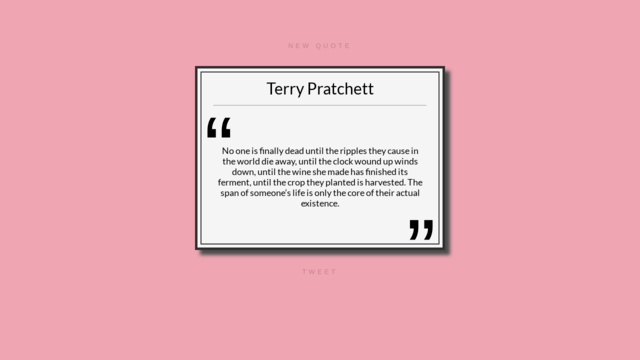 NEW QUOTE
Terry Pratchett
“
No one is finally dead until the ripples they cause in
the world die away, until the clock wound up winds
down, until the wine she made has finished its
ferment, until the crop they planted is harvested. The
span of someone's life is only the core of their actual
existence.
”
TWEET